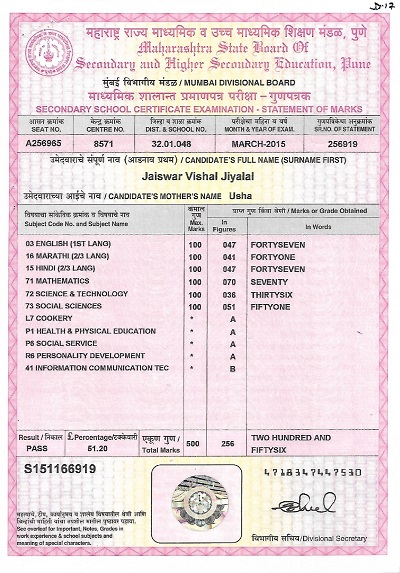 D-17
महाराष्ट्र राज्य माध्यमिक व उच्च माध्यमिक शिक्षण मंडळ, पुणे
Maharashtra State Board Of
Secondary and Higher Secondary Education, Pune
मुंबई विभागीय मंडळ / MUMBAI DIVISIONAL BOARD
माध्यमिक शालान्त प्रमाणपत्र परीक्षा - गुणपत्रक
SECONDARY SCHOOL CERTIFICATE EXAMINATION - STATEMENT OF MARKS
आसन क्रमांक केन्द्र क्रमांक जिल्हा व शाळा क्रमांक परीक्षेचा महिना व वर्ष गुणपत्रिकेचा अनुक्रमांक
SEAT NO. CENTRE NO. DIST. & SCHOOL NO. MONTH & YEAR OF EXAM. SR.NO. OF STATEMENT
A256965 8571 32.01.048 MARCH-2015 256919
उमेदवाराचे संपूर्ण नाव (आडनाव प्रथम) / CANDIDATE'S FULL NAME (SURNAME FIRST)
Jaiswar Vishal Jiyalal
उमेदवाराच्या आईचे नाव / CANDIDATE'S MOTHER'S NAME Usha
विषयाचा सांकेतिक क्रमांक व विषयाचे नाव कमाल गुण प्राप्त गुण किंवा श्रेणी / Marks or Grade Obtained
Subject Code No. and Subject Name Max. Marks In Figures In Words
03 ENGLISH (1ST LANG) 100 047 FORTYSEVEN
16 MARATHI (2/3 LANG) 100 041 FORTYONE
15 HINDI (2/3 LANG) 100 047 FORTYSEVEN
71 MATHEMATICS 100 070 SEVENTY
72 SCIENCE & TECHNOLOGY 100 036 THIRTYSIX
73 SOCIAL SCIENCES 100 051 FIFTYONE
L7 COOKERY * A
P1 HEALTH & PHYSICAL EDUCATION * A
P6 SOCIAL SERVICE * A
R6 PERSONALITY DEVELOPMENT * A
41 INFORMATION COMMUNICATION TEC * B
Result / निकाल £.Percentage/टक्केवारी एकूण गुण / Total Marks 500 256 TWO HUNDRED AND
PASS 51.20 FIFTYSIX
S151166919
4718347447530
See overleaf for Important, Notes, Grades in
work experience & school subjects and
meaning of special characters.
विभागीय सचिव/Divisional Secretary